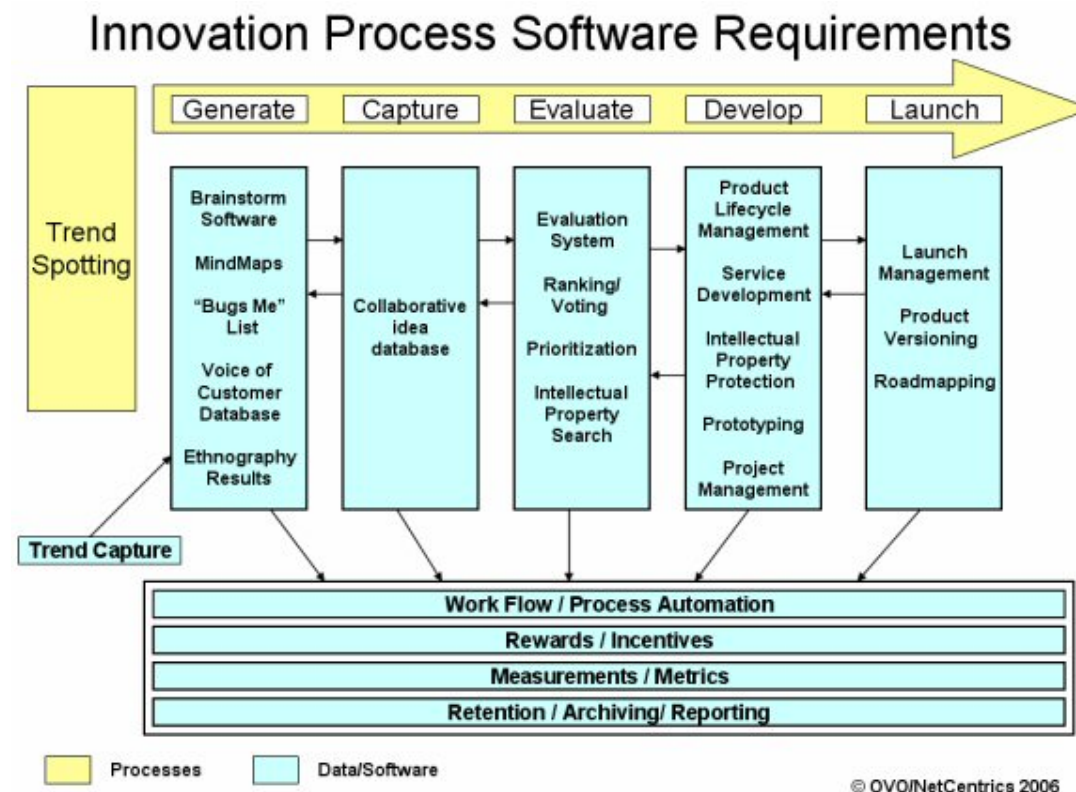 Innovation Process Software Requirements
Generate
Capture
Evaluate
Develop
Launch
Trend
Spotting
Brainstorm
Software
MindMaps
“Bugs Me”
List
Voice of
Customer
Database
Ethnography
Results
Collaborative
idea
database
Evaluation
System
Ranking/
Voting
Prioritization
Intellectual
Property
Search
Product
Lifecycle
Management
Service
Development
Intellectual
Property
Protection
Prototyping
Project
Management
Launch
Management
Product
Versioning
Roadmapping
Trend Capture
Work Flow / Process Automation
Rewards / Incentives
Measurements / Metrics
Retention / Archiving/ Reporting
Processes
Data/Software
© OVO/NetCentrics 2006